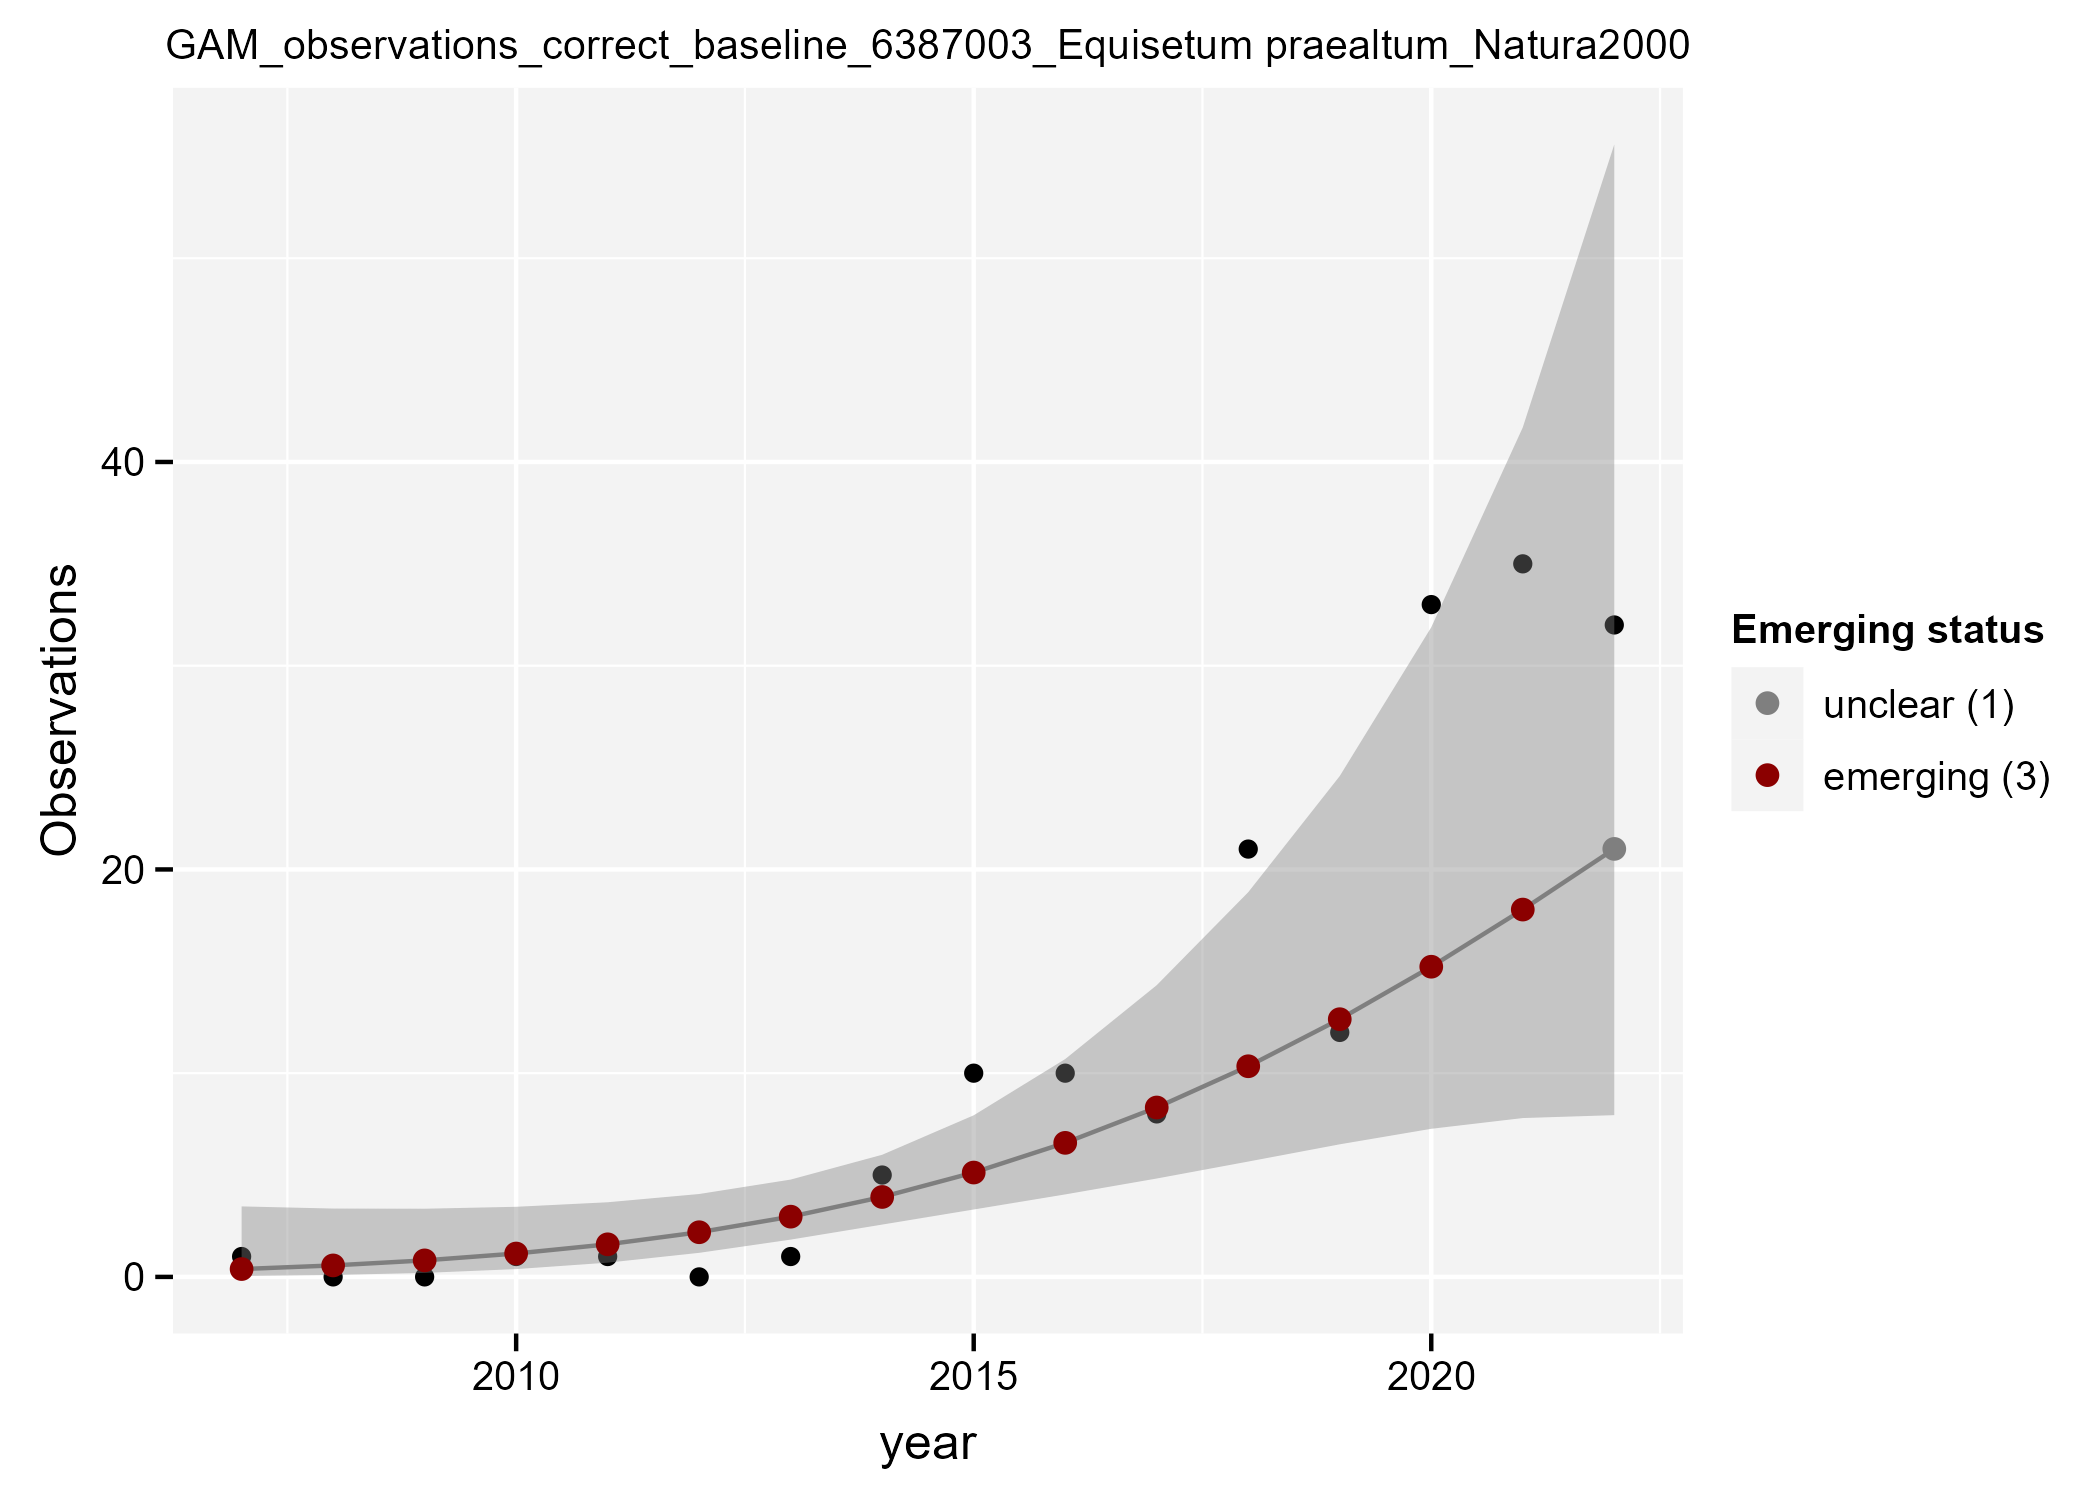 GAM_observations_correct_baseline_6387003_Equisetum praealtum_Natura2000
Observations
40
20
0
2010
2015
2020
year
Emerging status
unclear (1)
emerging (3)